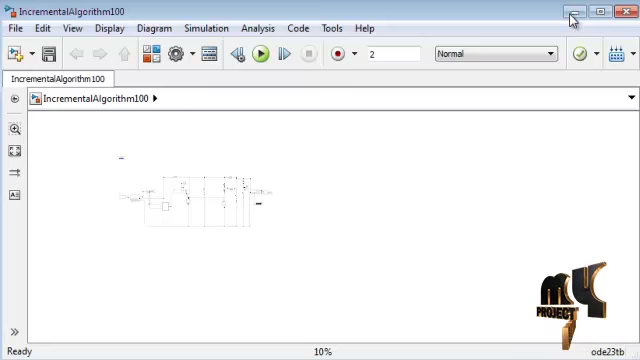 IncrementalAlgorithm100
File Edit View Display Diagram Simulation Analysis Code Tools Help
2 Normal
IncrementalAlgorithm100
IncrementalAlgorithm100
MY
PROJECT
Ready 10% ode23tb